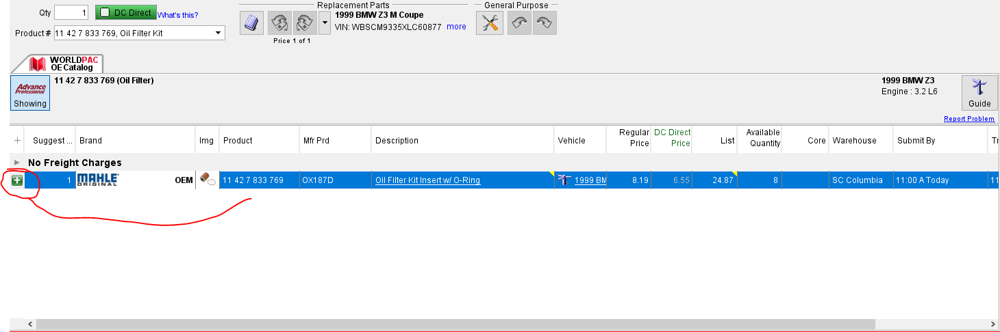 Replacement Parts
General Purpose
Qty 1 DC Direct What's this?
1999 BMW Z3 M Coupe
VIN: WBSCM9335XLC60877 more
Product # 11 42 7 833 769, Oil Filter Kit
Price 1 of 1
WORLDPAC
OE Catalog
Advance
Professional
Showing
11 42 7 833 769 (Oil Filter)
1999 BMW Z3
Engine : 3.2 L6
Guide
Report Problem
+ Suggest ... Brand Img Product Mfr Prd Description Vehicle Regular Price DC Direct Price List Available Quantity Core Warehouse Submit By Tr
No Freight Charges
1 MAHLE ORIGINAL OEM 11 42 7 833 769 OX187D Oil Filter Kit Insert w/ O-Ring 1999 BM 8.19 6.55 24.87 8 SC Columbia 11:00 A Today 11